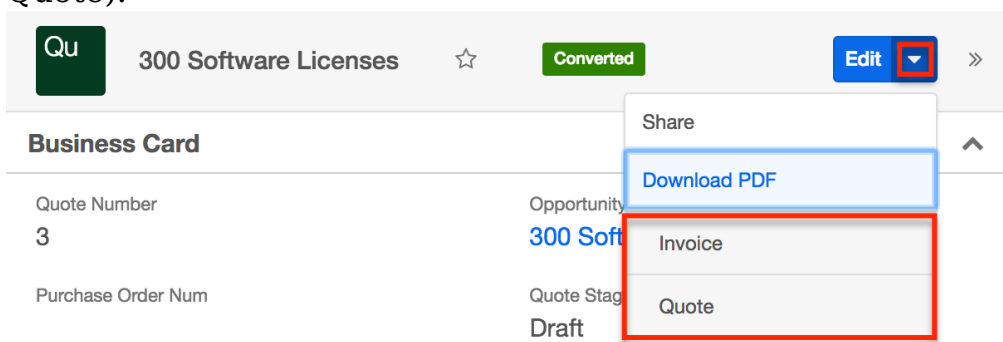 Quote).
Qu
300 Software Licenses
Converted
Edit
Share
Business Card
Download PDF
Quote Number
Opportunity
3
300 Soft
Invoice
Purchase Order Num
Quote Stag
Quote
Draft